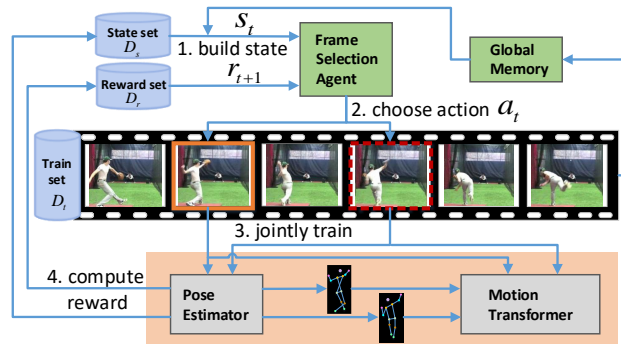 State set
D_s
s_t
1. build state
Frame
Selection
Agent
Global
Memory
Reward set
D_r
r_{t+1}
2. choose action a_t
Train
set
D_t
3. jointly train
4. compute
reward
Pose
Estimator
Motion
Transformer